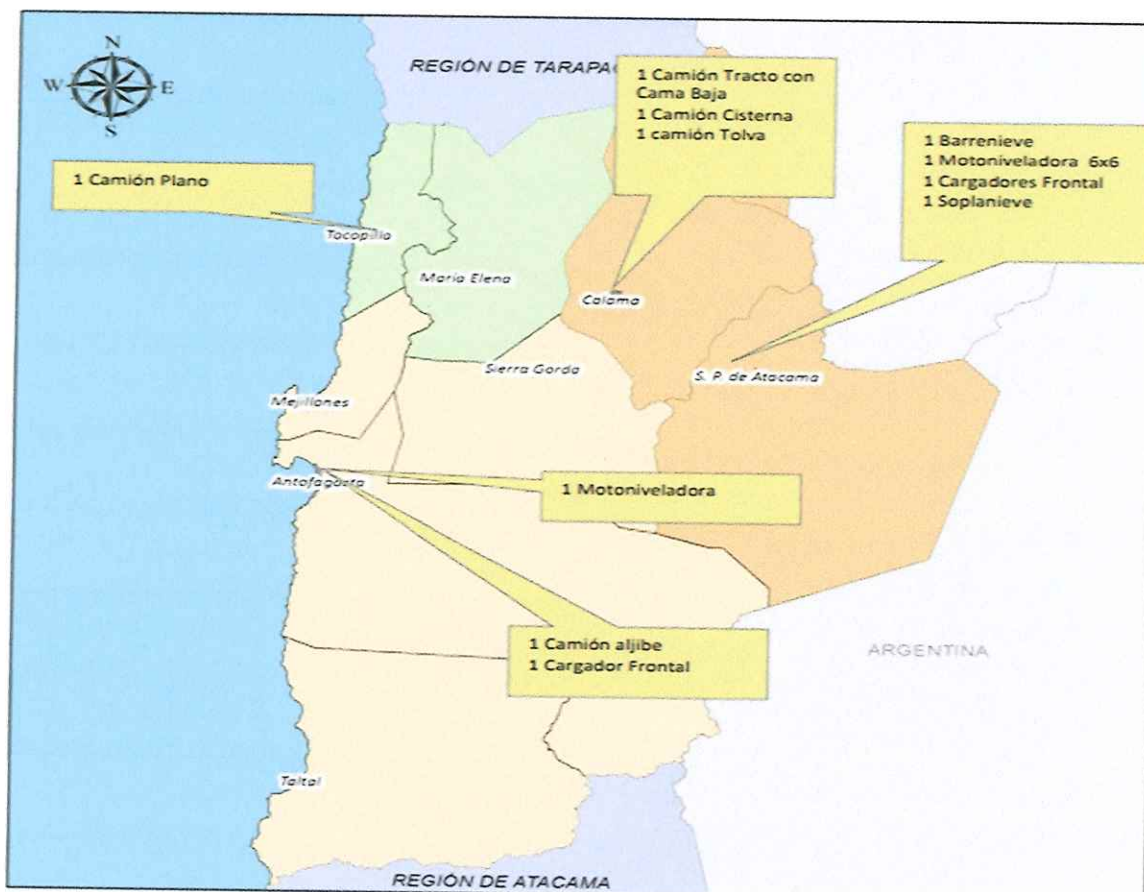 N
W E
S
REGIÓN DE TARAPA
1 Camión Tracto con
Cama Baja
1 Camión Cisterna
1 camión Tolva
1 Barrenieve
1 Motoniveladora 6x6
1 Cargadores Frontal
1 Soplanieve
1 Camión Plano
Tocopilla
María Elena
Calama
Sierra Gorda
S. P. de Atacama
Mejillones
Antofagasta
1 Motoniveladora
1 Camión aljibe
1 Cargador Frontal
ARGENTINA
Taltal
REGIÓN DE ATACAMA